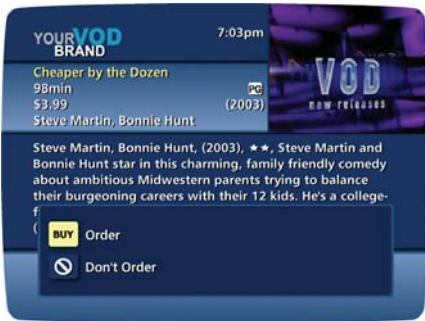 YOURVOD
BRAND
7:03pm
VOD
new releases
Cheaper by the Dozen
98min PG
$3.99 (2003)
Steve Martin, Bonnie Hunt
Steve Martin, Bonnie Hunt, (2003), ★★, Steve Martin and
Bonnie Hunt star in this charming, family friendly comedy
about ambitious Midwestern parents trying to balance
their burgeoning careers with their 12 kids. He's a college-
f
(
BUY Order
Don't Order